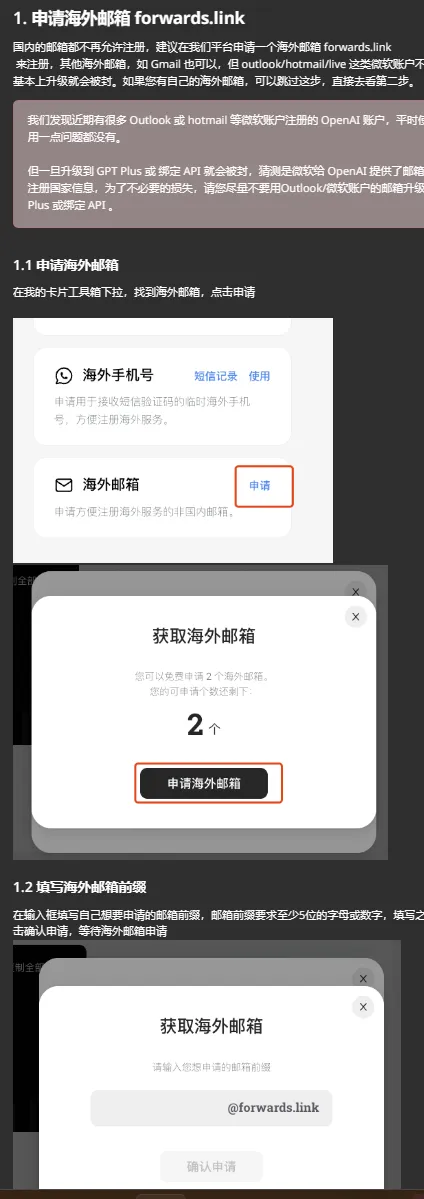 1. 申请海外邮箱 forwards.link
国内的邮箱都不再允许注册，建议在我们平台申请一个海外邮箱 forwards.link
来注册，其他海外邮箱，如 Gmail 也可以，但 outlook/hotmail/live 这类微软账户不
基本上升级就会被封。如果您有自己的海外邮箱，可以跳过这步，直接去看第二步。
我们发现近期有很多 Outlook 或 hotmail 等微软账户注册的 OpenAI 账户，平时使
用一点问题都没有。
但一旦升级到 GPT Plus 或 绑定 API 就会被封，猜测是微软给 OpenAI 提供了邮箱
注册国家信息，为了不必要的损失，请您尽量不要用Outlook/微软账户的邮箱升级
Plus 或绑定 API 。
1.1 申请海外邮箱
在我的卡片工具箱下拉，找到海外邮箱，点击申请
海外手机号 短信记录 使用
申请用于接收短信验证码的临时海外手机
号，方便注册海外服务。
海外邮箱 申请
申请方便注册海外服务的非国内邮箱。
制全部
X
X
获取海外邮箱
您可以免费申请 2 个海外邮箱。
您的可申请个数还剩下：
2 个
申请海外邮箱
1.2 填写海外邮箱前缀
在输入框填写自己想要申请的邮箱前缀，邮箱前缀要求至少5位的字母或数字，填写之
击确认申请，等待海外邮箱申请
制全部
X
X
获取海外邮箱
请输入您想申请的邮箱前缀
@forwards.link
确认申请